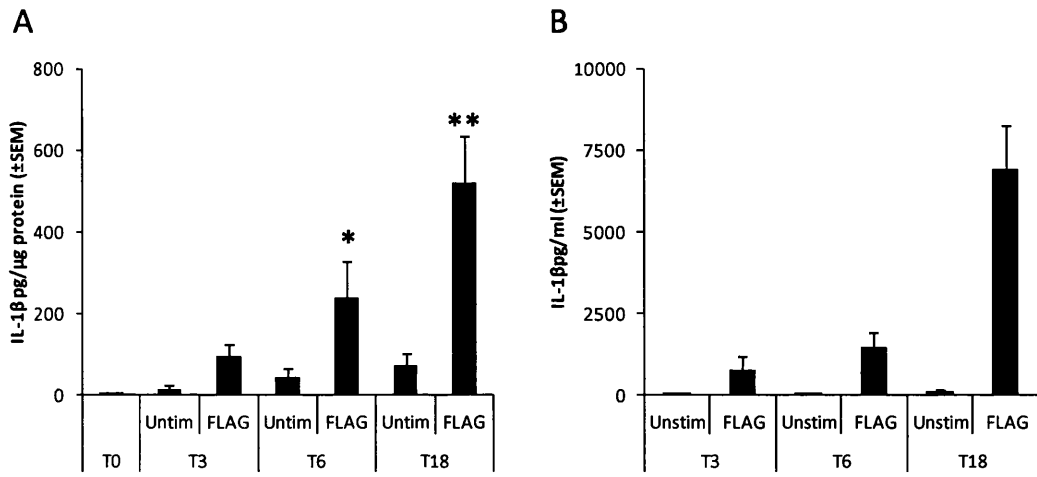 A
IL-1β pg/μg protein (±SEM)
800
600
400
200
0
**
*
Untim FLAG Untim FLAG Untim FLAG
T0 T3 T6 T18
B
IL-1βpg/ml (±SEM)
10000
7500
5000
2500
0
Unstim FLAG Unstim FLAG Unstim FLAG
T3 T6 T18